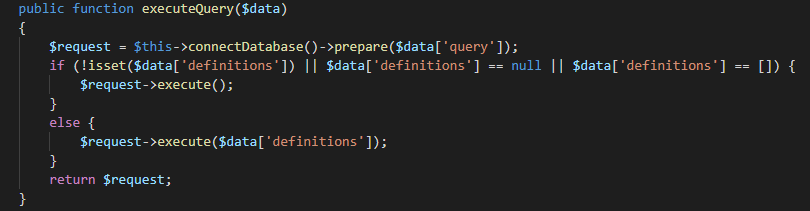 public function executeQuery($data)
{
    $request = $this->connectDatabase()->prepare($data['query']);
    if (!isset($data['definitions']) || $data['definitions'] == null || $data['definitions'] == []) {
        $request->execute();
    }
    else {
        $request->execute($data['definitions']);
    }
    return $request;
}